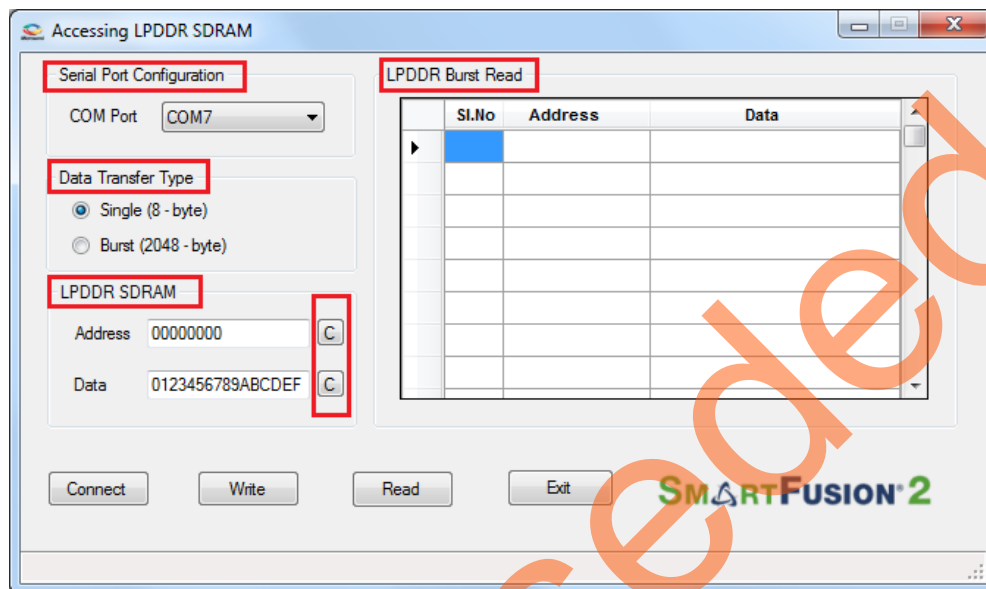 Accessing LPDDR SDRAM
Serial Port Configuration
COM Port COM7
Data Transfer Type
Single (8 - byte)
Burst (2048 - byte)
LPDDR SDRAM
Address 00000000 C
Data 0123456789ABCDEF C
LPDDR Burst Read
Sl.No Address Data
Connect Write Read Exit
SMARTFUSION® 2